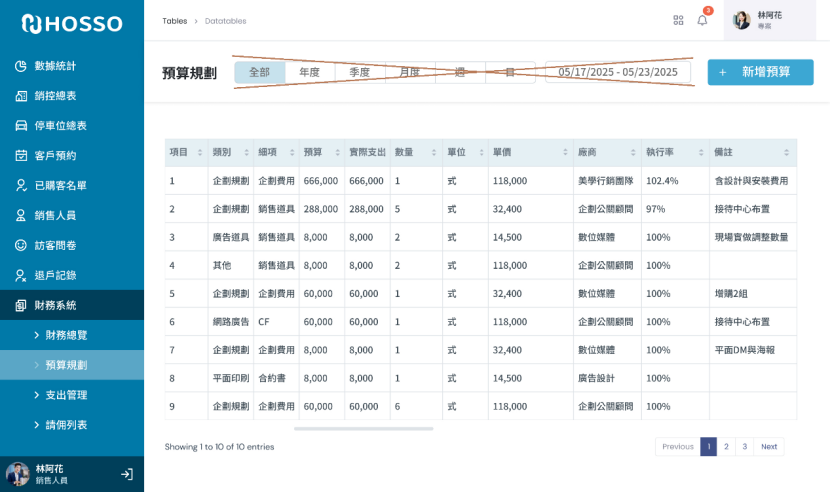 HOSSO
Tables > Datatables
3
林阿花
專案
數據統計
銷控總表
停車位總表
客戶預約
已購客名單
銷售人員
訪客問卷
退戶記錄
財務系統
財務總覽
預算規劃
支出管理
請佣列表
林阿花
銷售人員
預算規劃 全部 年度 季度 月度 週 日 05/17/2025 - 05/23/2025 + 新增預算
項目 類別 細項 預算 實際支出 數量 單位 單價 廠商 執行率 備註
1 企劃規劃 企劃費用 666,000 666,000 1 式 118,000 美學行銷團隊 102.4% 含設計與安裝費用
2 企劃規劃 銷售道具 288,000 288,000 5 式 32,400 企劃公關顧問 97% 接待中心布置
3 廣告道具 銷售道具 8,000 8,000 2 式 14,500 數位媒體 100% 現場實做調整數量
4 其他 銷售道具 8,000 8,000 2 式 118,000 企劃公關顧問 100%
5 企劃規劃 企劃費用 60,000 60,000 1 式 32,400 數位媒體 100% 增購2組
6 網路廣告 CF 60,000 60,000 1 式 118,000 企劃公關顧問 100% 接待中心布置
7 企劃規劃 企劃費用 8,000 8,000 1 式 32,400 數位媒體 100% 平面DM與海報
8 平面印刷 合約書 8,000 8,000 1 式 14,500 廣告設計 100%
9 企劃規劃 企劃費用 60,000 60,000 6 式 118,000 企劃公關顧問 100%
Showing 1 to 10 of 10 entries
Previous 1 2 3 Next